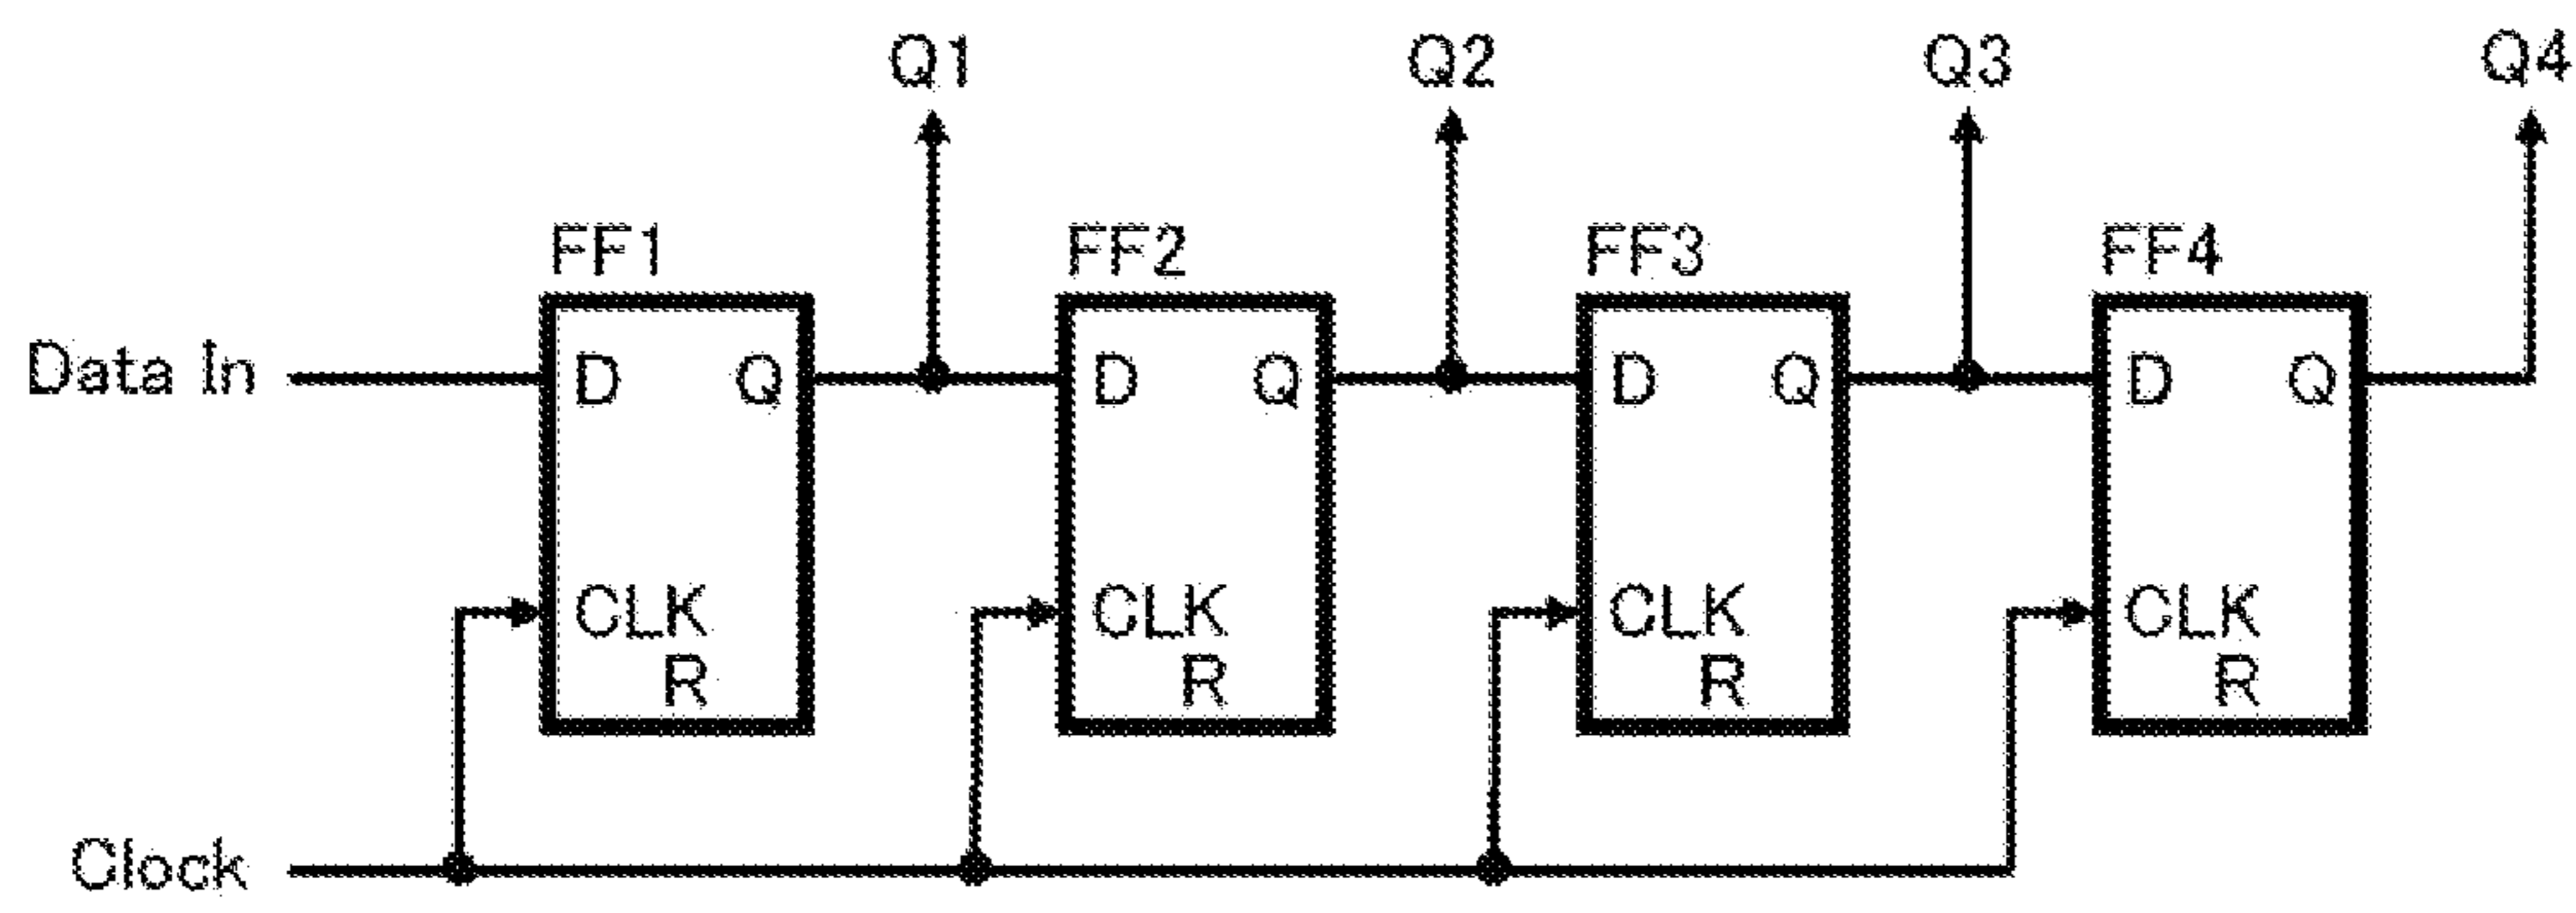 Q1 Q2 Q3 Q4
FF1 FF2 FF3 FF4
Data In D Q D Q D Q D Q
CLK CLK CLK CLK
R R R R
Clock